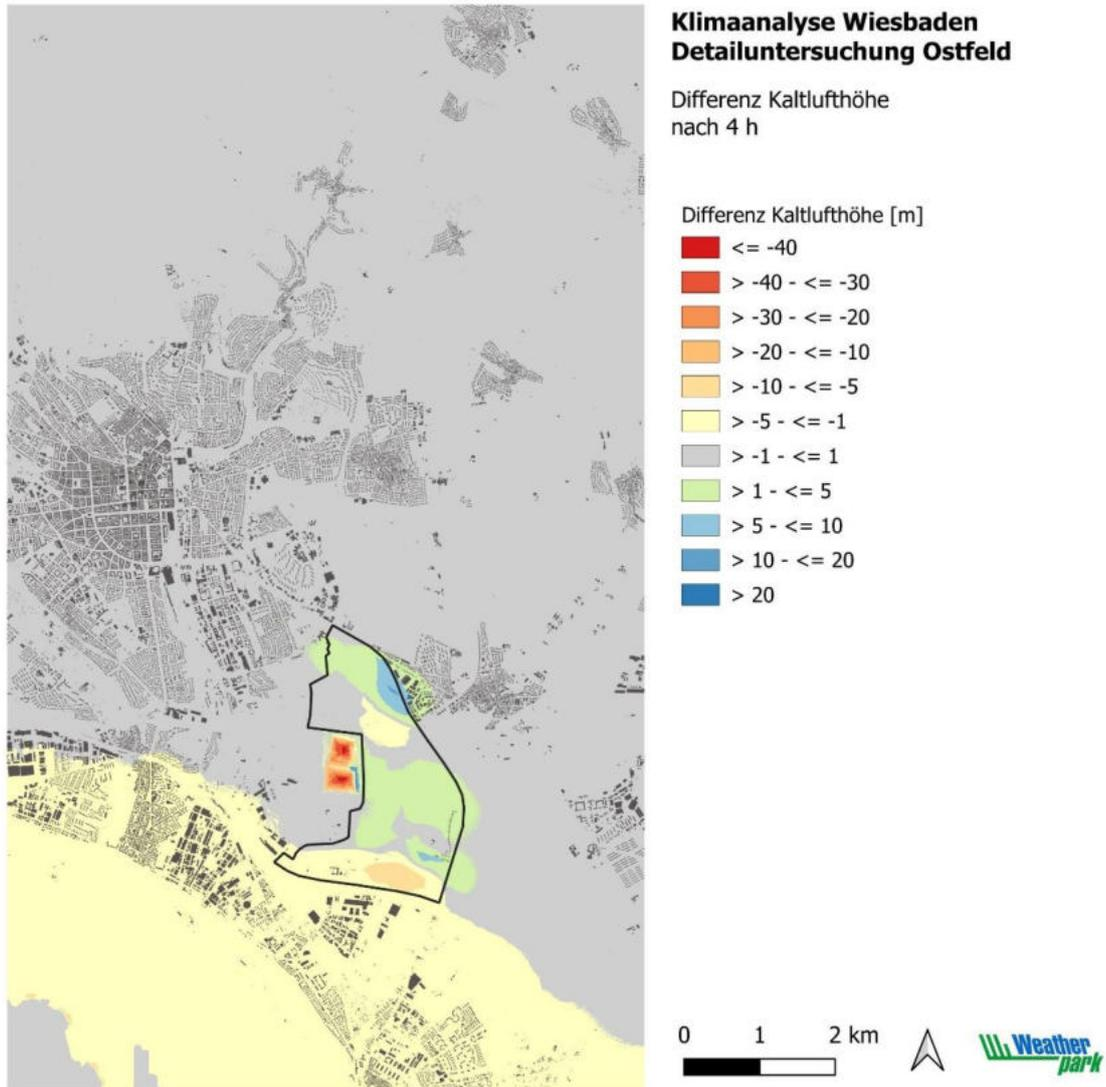 Klimaanalyse Wiesbaden
Detailuntersuchung Ostfeld
Differenz Kaltlufthöhe
nach 4 h
Differenz Kaltlufthöhe [m]
<= -40
> -40 - <= -30
> -30 - <= -20
> -20 - <= -10
> -10 - <= -5
> -5 - <= -1
> -1 - <= 1
> 1 - <= 5
> 5 - <= 10
> 10 - <= 20
> 20
0 1 2 km
Weather
park